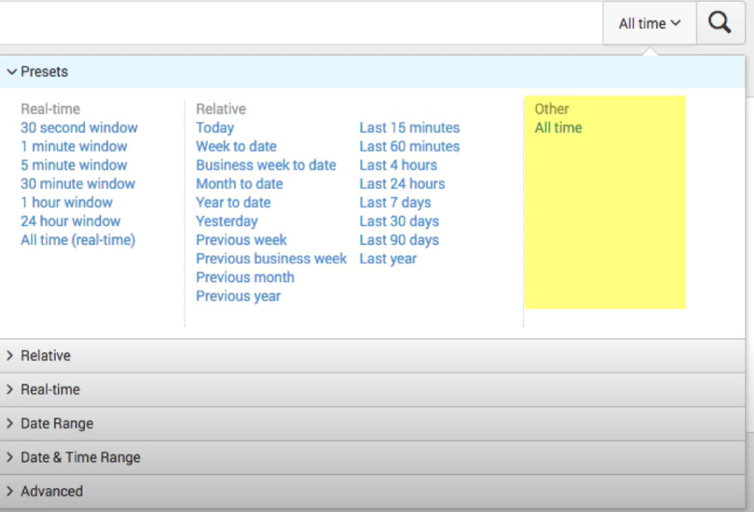 All time
Presets
Real-time
30 second window
1 minute window
5 minute window
30 minute window
1 hour window
24 hour window
All time (real-time)
Relative
Today
Week to date
Business week to date
Month to date
Year to date
Yesterday
Previous week
Previous business week
Previous month
Previous year
Last 15 minutes
Last 60 minutes
Last 4 hours
Last 24 hours
Last 7 days
Last 30 days
Last 90 days
Last year
Other
All time
Relative
Real-time
Date Range
Date & Time Range
Advanced